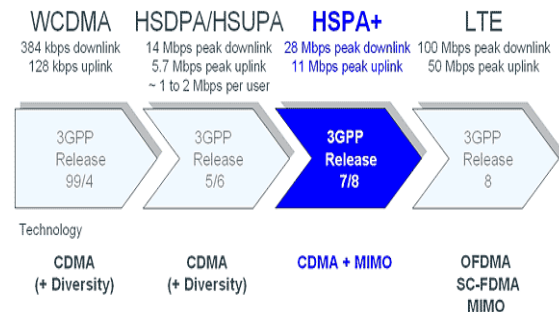 WCDMA
384 kbps downlink
128 kbps uplink
HSDPA/HSUPA
14 Mbps peak downlink
5.7 Mbps peak uplink
~ 1 to 2 Mbps per user
HSPA+
28 Mbps peak downlink
11 Mbps peak uplink
LTE
100 Mbps peak downlink
50 Mbps peak uplink
3GPP
Release
99/4
3GPP
Release
5/6
3GPP
Release
7/8
3GPP
Release
8
Technology
CDMA
(+ Diversity)
CDMA
(+ Diversity)
CDMA + MIMO
OFDMA
SC-FDMA
MIMO